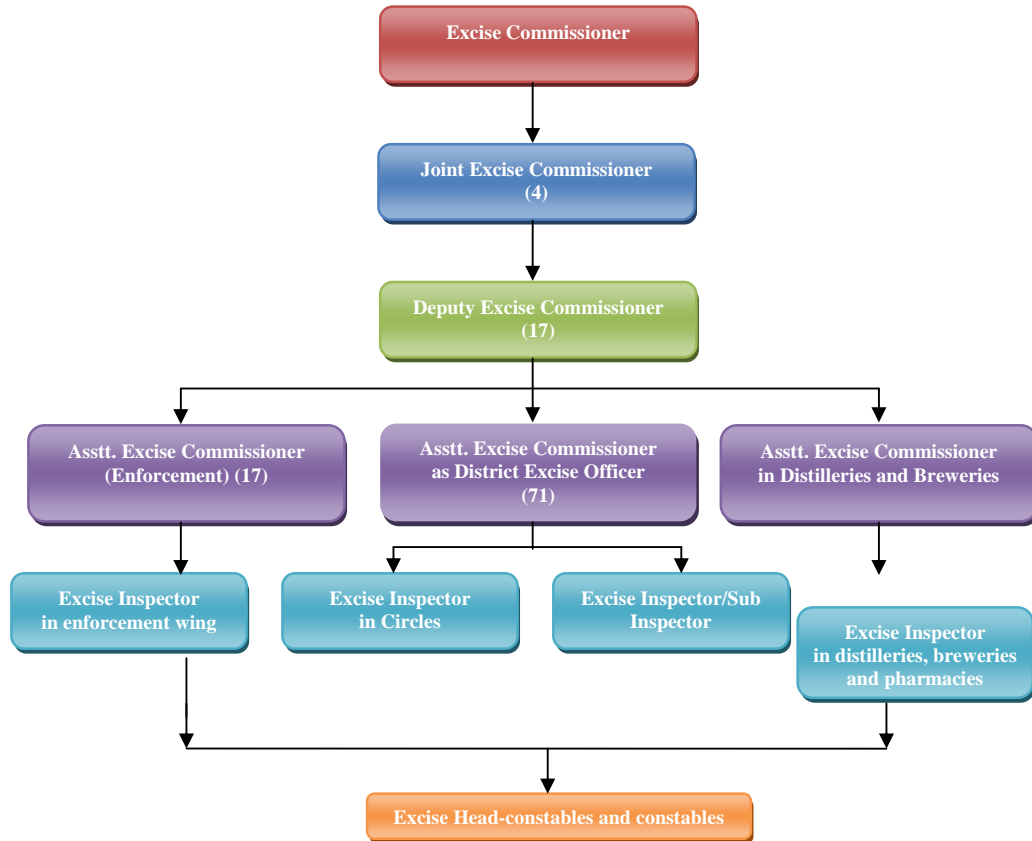 Excise Commissioner
Joint Excise Commissioner
(4)
Deputy Excise Commissioner
(17)
Asstt. Excise Commissioner
(Enforcement) (17)
Asstt. Excise Commissioner
as District Excise Officer
(71)
Asstt. Excise Commissioner
in Distilleries and Breweries
Excise Inspector
in enforcement wing
Excise Inspector
in Circles
Excise Inspector/Sub
Inspector
Excise Inspector
in distilleries, breweries
and pharmacies
Excise Head-constables and constables